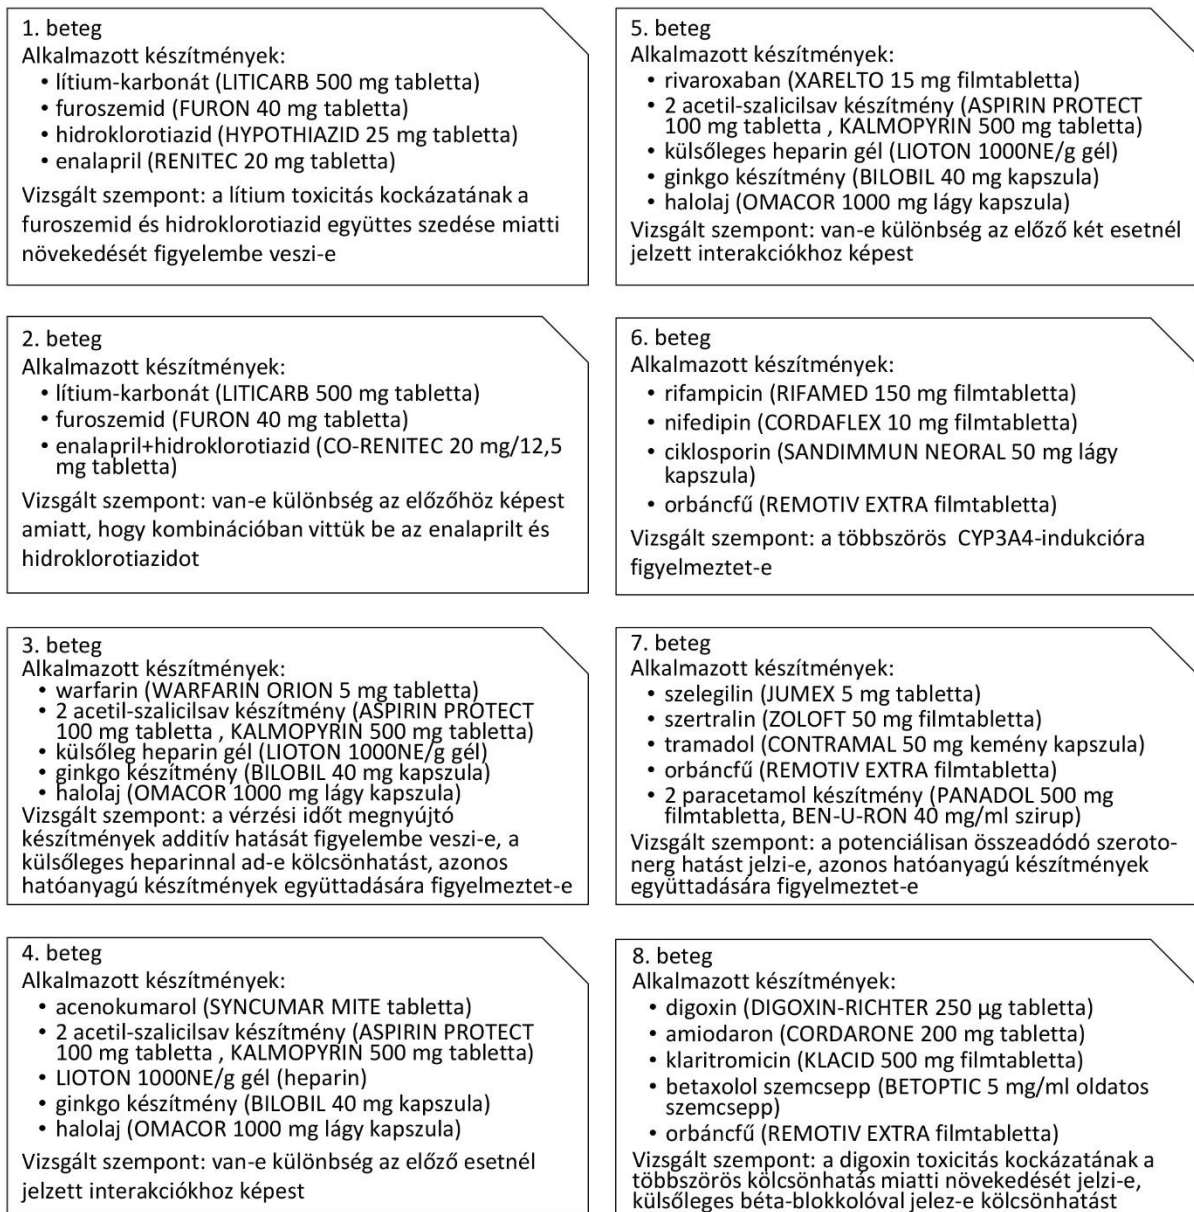 1. beteg
Alkalmazott készítmények:
• lítium-karbonát (LITICARB 500 mg tabletta)
• furoszemid (FURON 40 mg tabletta)
• hidroklorotiazid (HYPOTHIAZID 25 mg tabletta)
• enalapril (RENITEC 20 mg tabletta)
Vizsgált szempont: a lítium toxicitás kockázatának a
furoszemid és hidroklorotiazid együttes szedése miatti
növekedését figyelembe veszi-e
2. beteg
Alkalmazott készítmények:
• lítium-karbonát (LITICARB 500 mg tabletta)
• furoszemid (FURON 40 mg tabletta)
• enalapril+hidroklorotiazid (CO-RENITEC 20 mg/12,5
mg tabletta)
Vizsgált szempont: van-e különbség az előzőhöz képest
amiatt, hogy kombinációban vittük be az enalaprilt és
hidroklorotiazidot
3. beteg
Alkalmazott készítmények:
• warfarin (WARFARIN ORION 5 mg tabletta)
• 2 acetil-szalicilsav készítmény (ASPIRIN PROTECT
100 mg tabletta , KALMOPYRIN 500 mg tabletta)
• külsőleg heparin gél (LIOTON 1000NE/g gél)
• ginkgo készítmény (BILOBIL 40 mg kapszula)
• halolaj (OMACOR 1000 mg lágy kapszula)
Vizsgált szempont: a vérzési időt megnyújtó
készítmények additív hatását figyelembe veszi-e, a
külsőleges heparinnal ad-e kölcsönhatást, azonos
hatóanyagú készítmények együttadására figyelmeztet-e
4. beteg
Alkalmazott készítmények:
• acenokumarol (SYNCUMAR MITE tabletta)
• 2 acetil-szalicilsav készítmény (ASPIRIN PROTECT
100 mg tabletta , KALMOPYRIN 500 mg tabletta)
• LIOTON 1000NE/g gél (heparin)
• ginkgo készítmény (BILOBIL 40 mg kapszula)
• halolaj (OMACOR 1000 mg lágy kapszula)
Vizsgált szempont: van-e különbség az előző esetnél
jelzett interakciókhoz képest
5. beteg
Alkalmazott készítmények:
• rivaroxaban (XARELTO 15 mg filmtabletta)
• 2 acetil-szalicilsav készítmény (ASPIRIN PROTECT
100 mg tabletta , KALMOPYRIN 500 mg tabletta)
• külsőleges heparin gél (LIOTON 1000NE/g gél)
• ginkgo készítmény (BILOBIL 40 mg kapszula)
• halolaj (OMACOR 1000 mg lágy kapszula)
Vizsgált szempont: van-e különbség az előző két esetnél
jelzett interakciókhoz képest
6. beteg
Alkalmazott készítmények:
• rifampicin (RIFAMED 150 mg filmtabletta)
• nifedipin (CORDAFLEX 10 mg filmtabletta)
• ciklosporin (SANDIMMUN NEORAL 50 mg lágy
kapszula)
• orbáncfű (REMOTIV EXTRA filmtabletta)
Vizsgált szempont: a többszörös CYP3A4-indukcióra
figyelmeztet-e
7. beteg
Alkalmazott készítmények:
• szelegilin (JUMEX 5 mg tabletta)
• szertralin (ZOLOFT 50 mg filmtabletta)
• tramadol (CONTRAMAL 50 mg kemény kapszula)
• orbáncfű (REMOTIV EXTRA filmtabletta)
• 2 paracetamol készítmény (PANADOL 500 mg
filmtabletta, BEN-U-RON 40 mg/ml szirup)
Vizsgált szempont: a potenciálisan összeadódó szeroto-
nerg hatást jelzi-e, azonos hatóanyagú készítmények
együttadására figyelmeztet-e
8. beteg
Alkalmazott készítmények:
• digoxin (DIGOXIN-RICHTER 250 µg tabletta)
• amiodaron (CORDARONE 200 mg tabletta)
• klaritromicin (KLACID 500 mg filmtabletta)
• betaxolol szemcsepp (BETOPTIC 5 mg/ml oldatos
szemcsepp)
• orbáncfű (REMOTIV EXTRA filmtabletta)
Vizsgált szempont: a digoxin toxicitás kockázatának a
többszörös kölcsönhatás miatti növekedését jelzi-e,
külsőleges béta-blokkolóval jelez-e kölcsönhatást